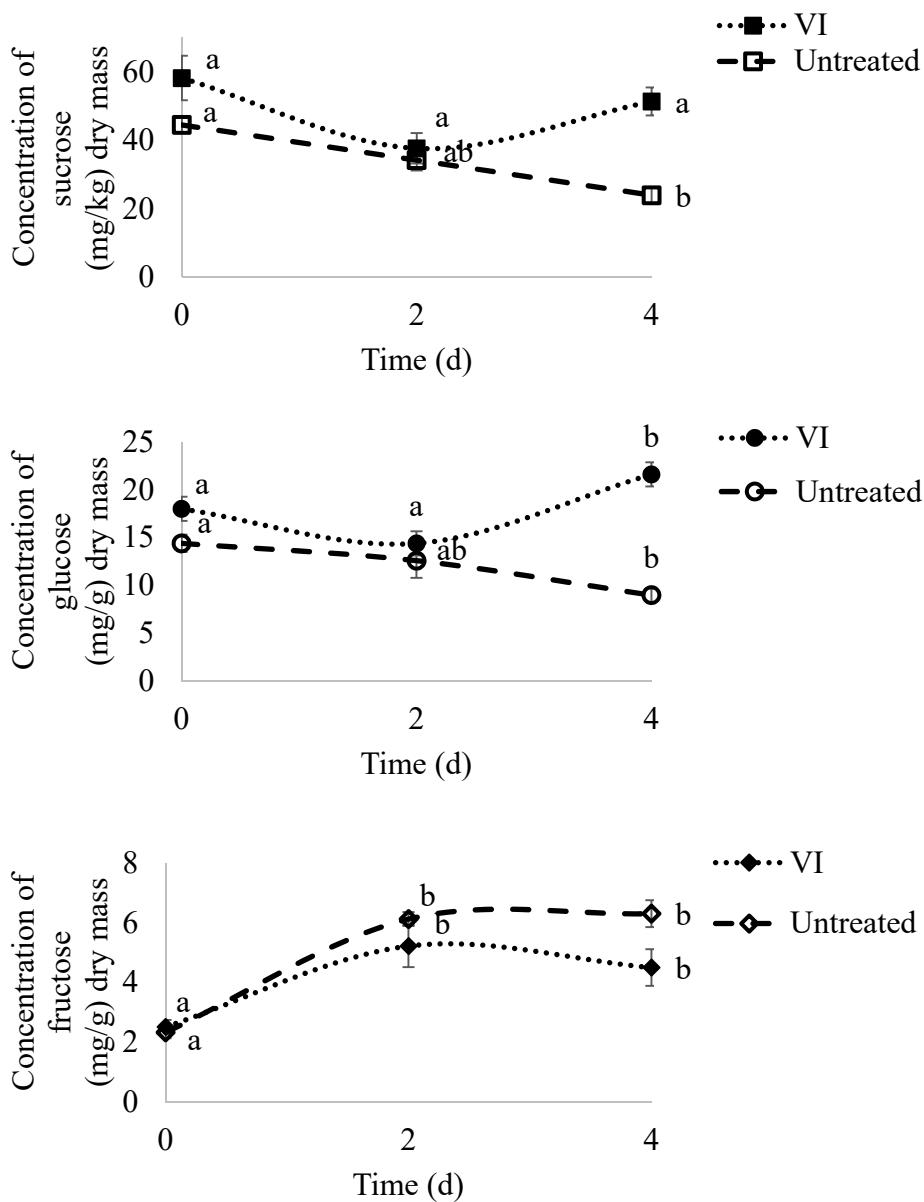 Concentration of
sucrose
(mg/kg) dry mass
60
40
20
0
a
a
a
ab
a
b
0 2 4
Time (d)
VI
Untreated
Concentration of
glucose
(mg/g) dry mass
25
20
15
10
5
0
a
a
a
ab
b
b
0 2 4
Time (d)
VI
Untreated
Concentration of
fructose
(mg/g) dry mass
8
6
4
2
0
a
a
b
b
b
b
0 2 4
Time (d)
VI
Untreated